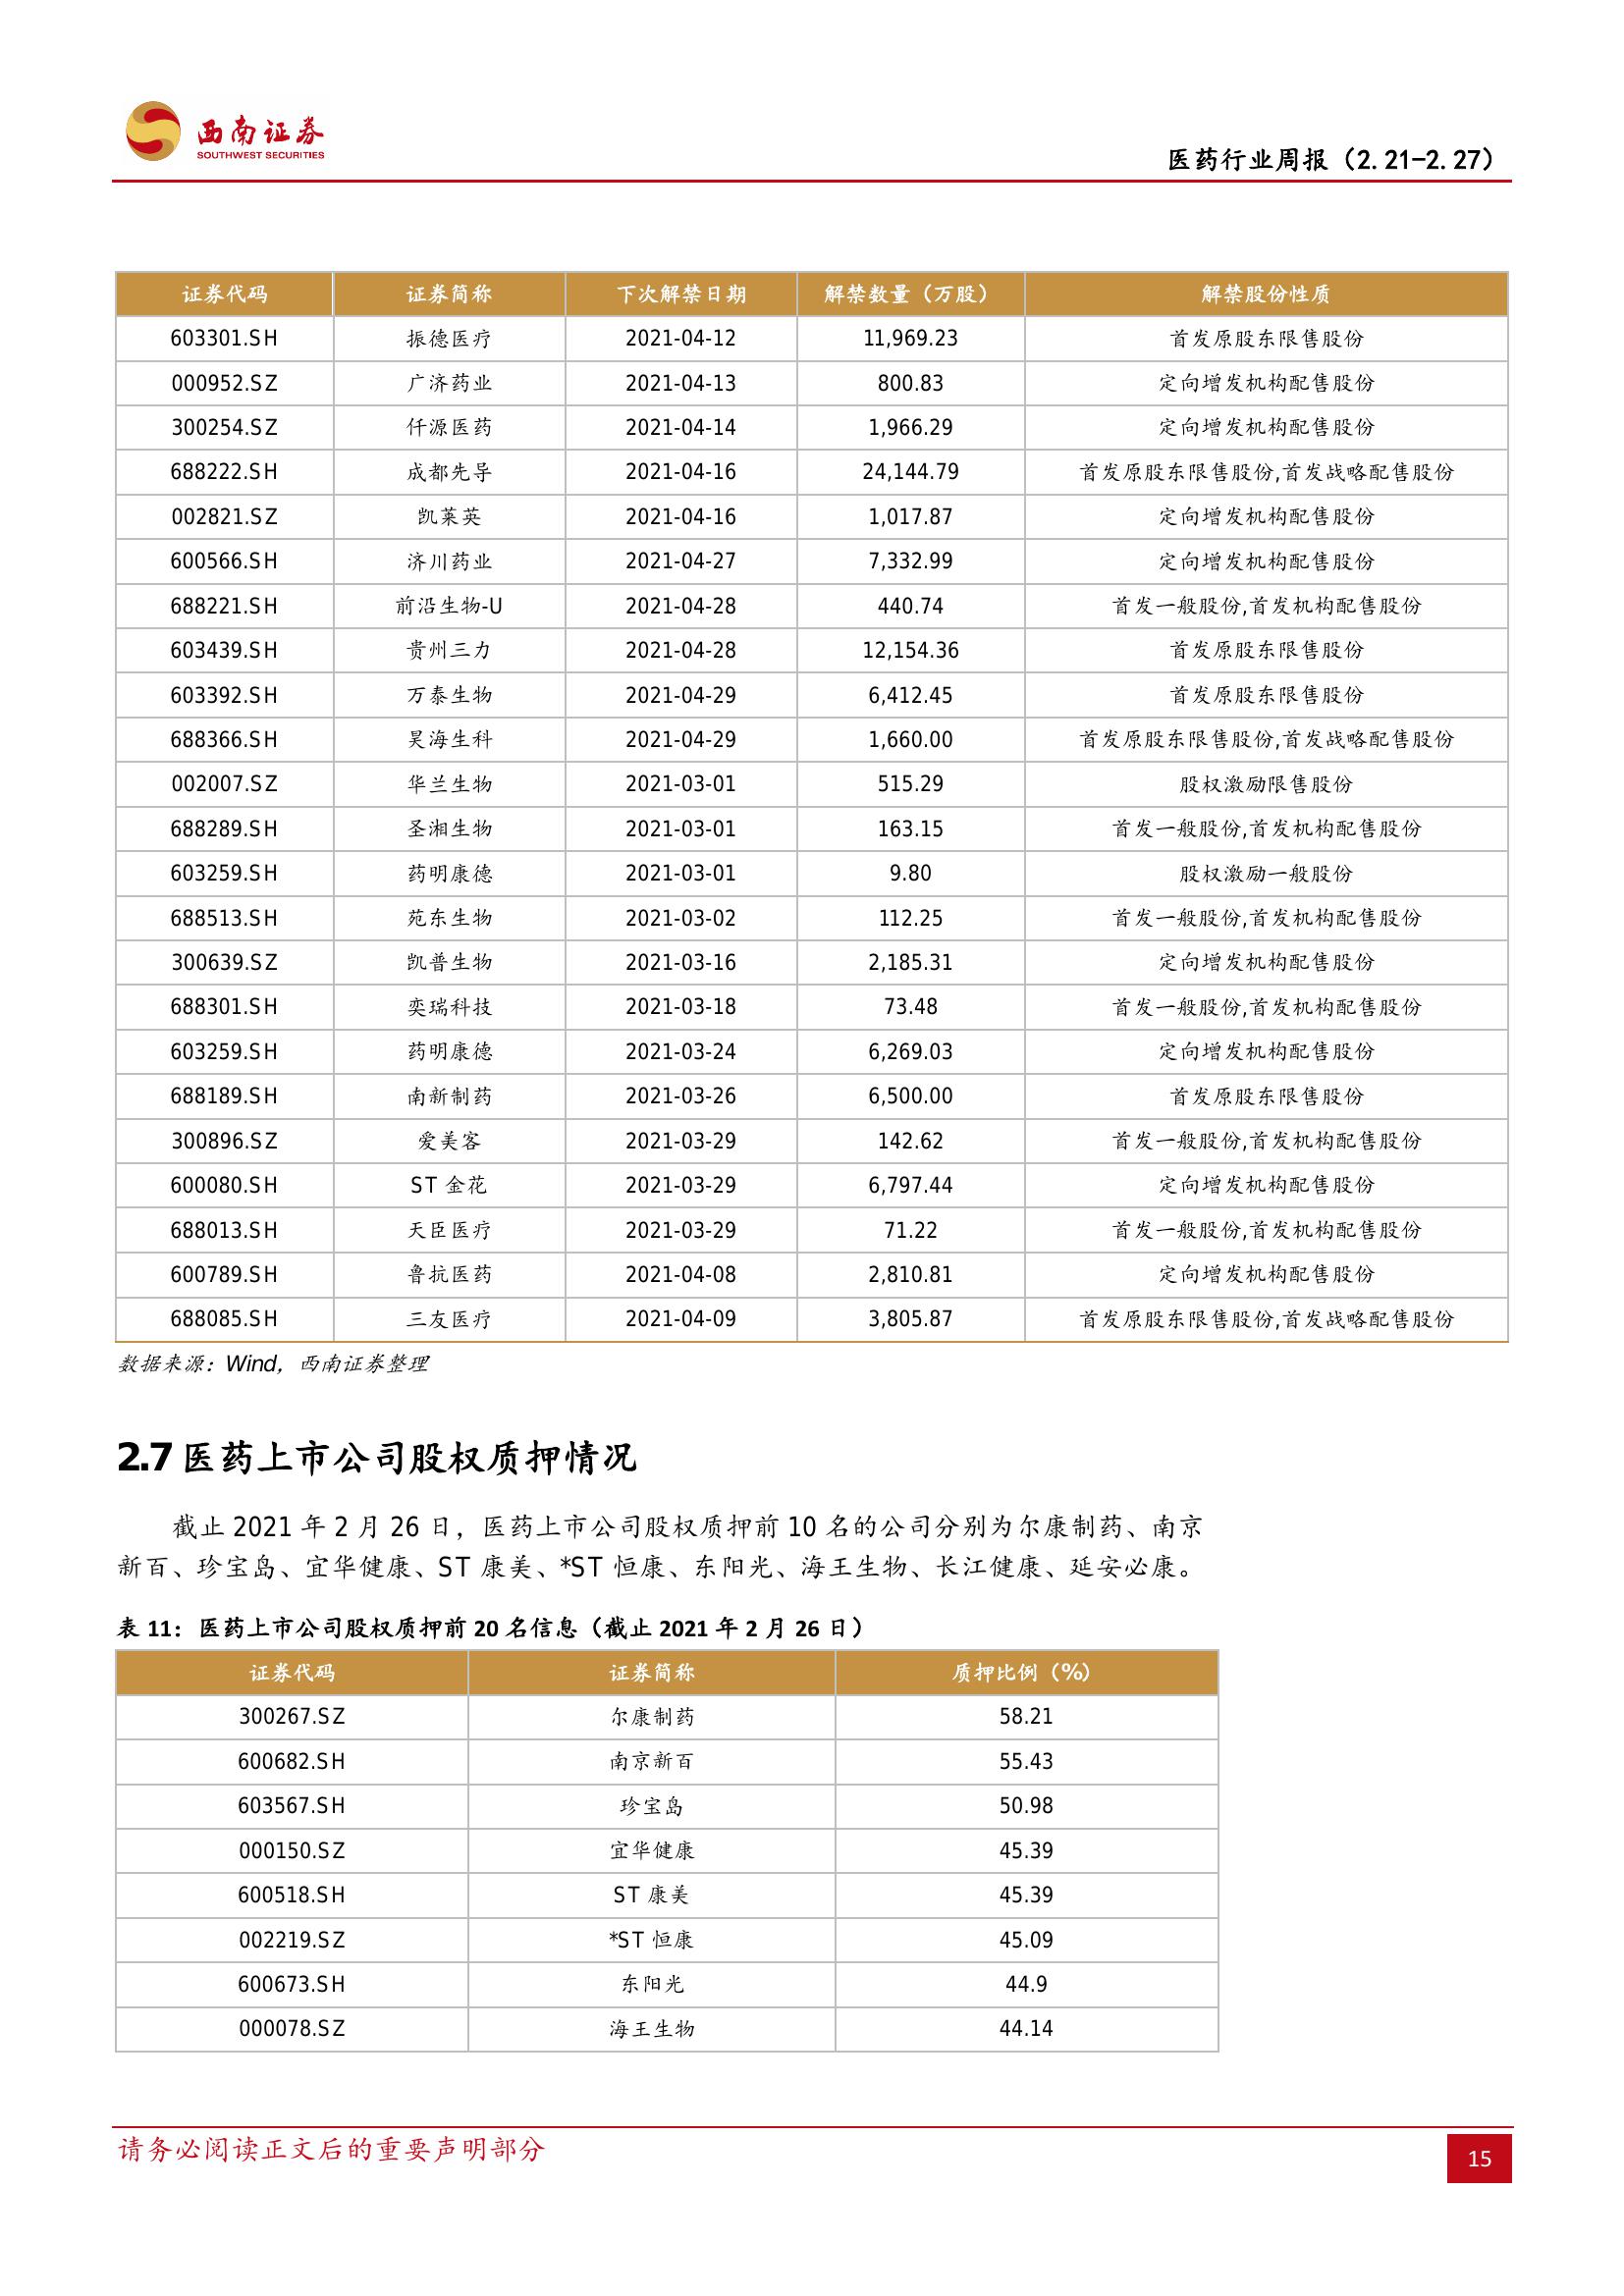 西南证券
SOUTHWEST SECURITIES
医药行业周报（2.21-2.27）
证券代码 证券简称 下次解禁日期 解禁数量（万股） 解禁股份性质
603301.SH 振德医疗 2021-04-12 11,969.23 首发原股东限售股份
000952.SZ 广济药业 2021-04-13 800.83 定向增发机构配售股份
300254.SZ 仟源医药 2021-04-14 1,966.29 定向增发机构配售股份
688222.SH 成都先导 2021-04-16 24,144.79 首发原股东限售股份,首发战略配售股份
002821.SZ 凯莱英 2021-04-16 1,017.87 定向增发机构配售股份
600566.SH 济川药业 2021-04-27 7,332.99 定向增发机构配售股份
688221.SH 前沿生物-U 2021-04-28 440.74 首发一般股份,首发机构配售股份
603439.SH 贵州三力 2021-04-28 12,154.36 首发原股东限售股份
603392.SH 万泰生物 2021-04-29 6,412.45 首发原股东限售股份
688366.SH 昊海生科 2021-04-29 1,660.00 首发原股东限售股份,首发战略配售股份
002007.SZ 华兰生物 2021-03-01 515.29 股权激励限售股份
688289.SH 圣湘生物 2021-03-01 163.15 首发一般股份,首发机构配售股份
603259.SH 药明康德 2021-03-01 9.80 股权激励一般股份
688513.SH 苑东生物 2021-03-02 112.25 首发一般股份,首发机构配售股份
300639.SZ 凯普生物 2021-03-16 2,185.31 定向增发机构配售股份
688301.SH 奕瑞科技 2021-03-18 73.48 首发一般股份,首发机构配售股份
603259.SH 药明康德 2021-03-24 6,269.03 定向增发机构配售股份
688189.SH 南新制药 2021-03-26 6,500.00 首发原股东限售股份
300896.SZ 爱美客 2021-03-29 142.62 首发一般股份,首发机构配售股份
600080.SH ST 金花 2021-03-29 6,797.44 定向增发机构配售股份
688013.SH 天臣医疗 2021-03-29 71.22 首发一般股份,首发机构配售股份
600789.SH 鲁抗医药 2021-04-08 2,810.81 定向增发机构配售股份
688085.SH 三友医疗 2021-04-09 3,805.87 首发原股东限售股份,首发战略配售股份
数据来源：Wind，西南证券整理
2.7 医药上市公司股权质押情况
截止 2021 年 2 月 26 日，医药上市公司股权质押前 10 名的公司分别为尔康制药、南京
新百、珍宝岛、宜华健康、ST 康美、*ST 恒康、东阳光、海王生物、长江健康、延安必康。
表 11：医药上市公司股权质押前 20 名信息（截止 2021 年 2 月 26 日）
证券代码 证券简称 质押比例（%）
300267.SZ 尔康制药 58.21
600682.SH 南京新百 55.43
603567.SH 珍宝岛 50.98
000150.SZ 宜华健康 45.39
600518.SH ST 康美 45.39
002219.SZ *ST 恒康 45.09
600673.SH 东阳光 44.9
000078.SZ 海王生物 44.14
请务必阅读正文后的重要声明部分
15